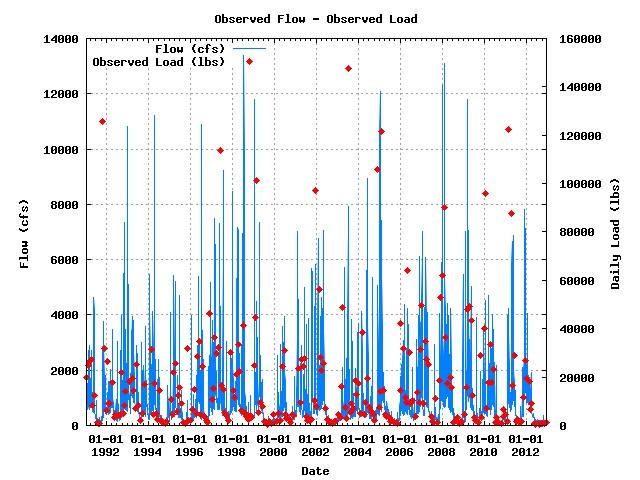 Observed Flow - Observed Load
14000 160000
Flow (cfs)
Observed Load (lbs)
12000 140000
120000
10000
100000
8000
80000
Flow (cfs)
Daily Load (lbs)
6000
60000
4000
40000
2000
20000
0 0
01-01 01-01 01-01 01-01 01-01 01-01 01-01 01-01 01-01 01-01 01-01
1992 1994 1996 1998 2000 2002 2004 2006 2008 2010 2012
Date